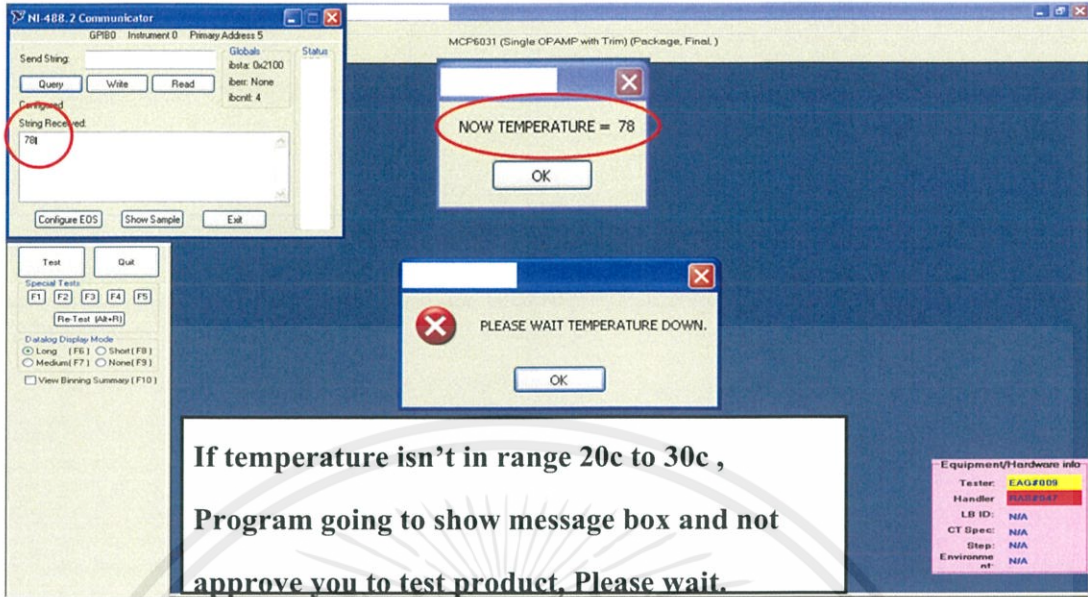 NI-488.2 Communicator
GPIB0 Instrument 0 Primary Address 5
Send String:
Query Write Read
Configured
String Received:
78
Configure EOS Show Sample Exit
Globals
ibsta: 0x2100
iberr: None
ibcntl: 4
Status
MCP6031 (Single OPAMP with Trim) (Package, Final, )
NOW TEMPERATURE = 78
OK
Test Quit
Special Tests
F1 F2 F3 F4 F5
Re-Test (Alt+R)
Datalog Display Mode
Long (F6) Short (F8)
Medium (F7) None (F9)
View Binning Summary (F10)
PLEASE WAIT TEMPERATURE DOWN.
OK
If temperature isn't in range 20c to 30c ,
Program going to show message box and not
approve you to test product, Please wait.
Equipment/Hardware info
Tester: EAG#009
Handler RAS#047
LB ID: N/A
CT Spec: N/A
Step: N/A
Environme
nt: N/A